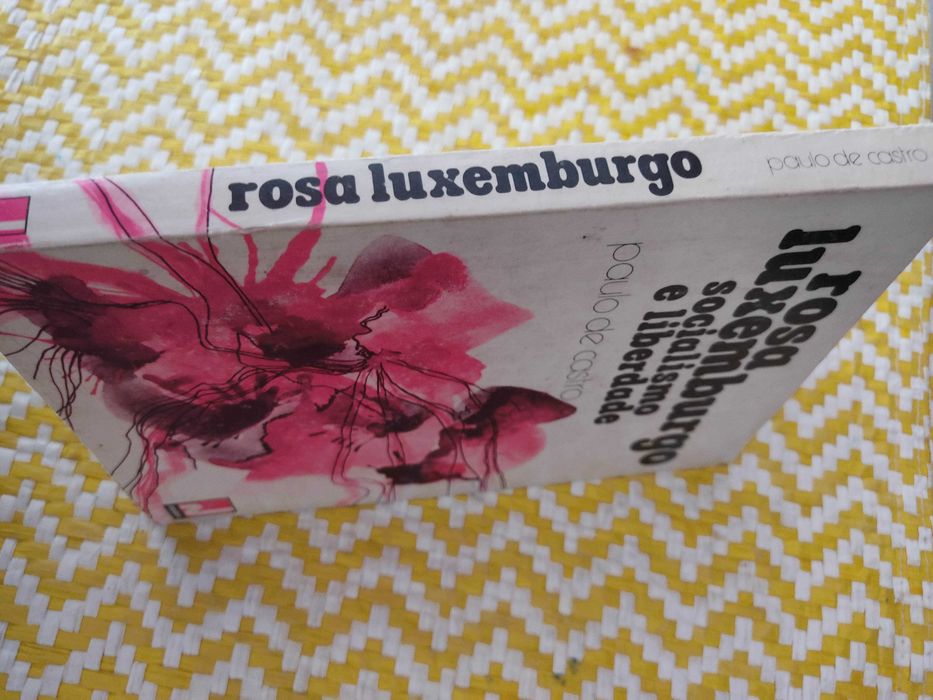 rosa luxemburgo
paulo de castro
rosa
luxemburgo
socialismo
e liberdade
paulo de castro